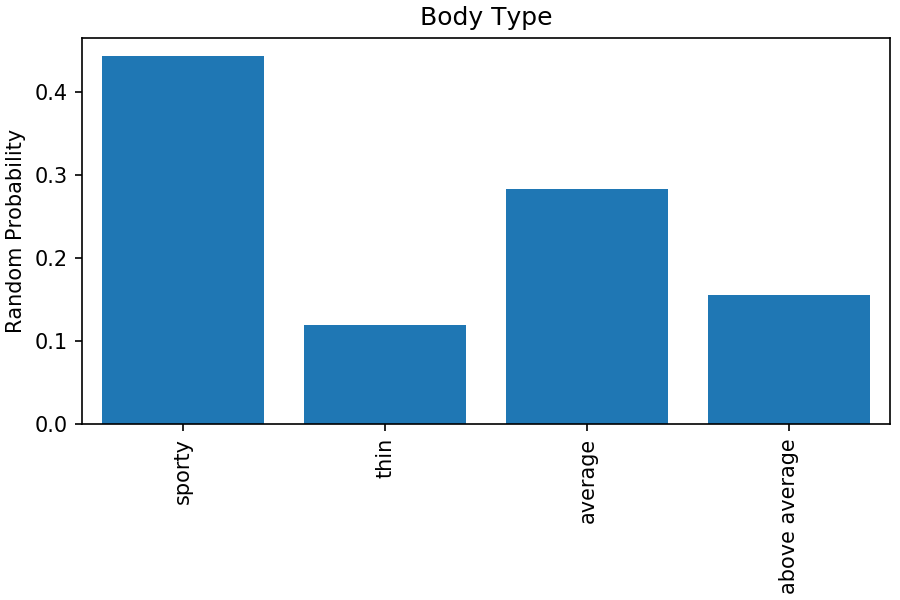 Body Type
Random Probability
0.4
0.3
0.2
0.1
0.0
sporty
thin
average
above average